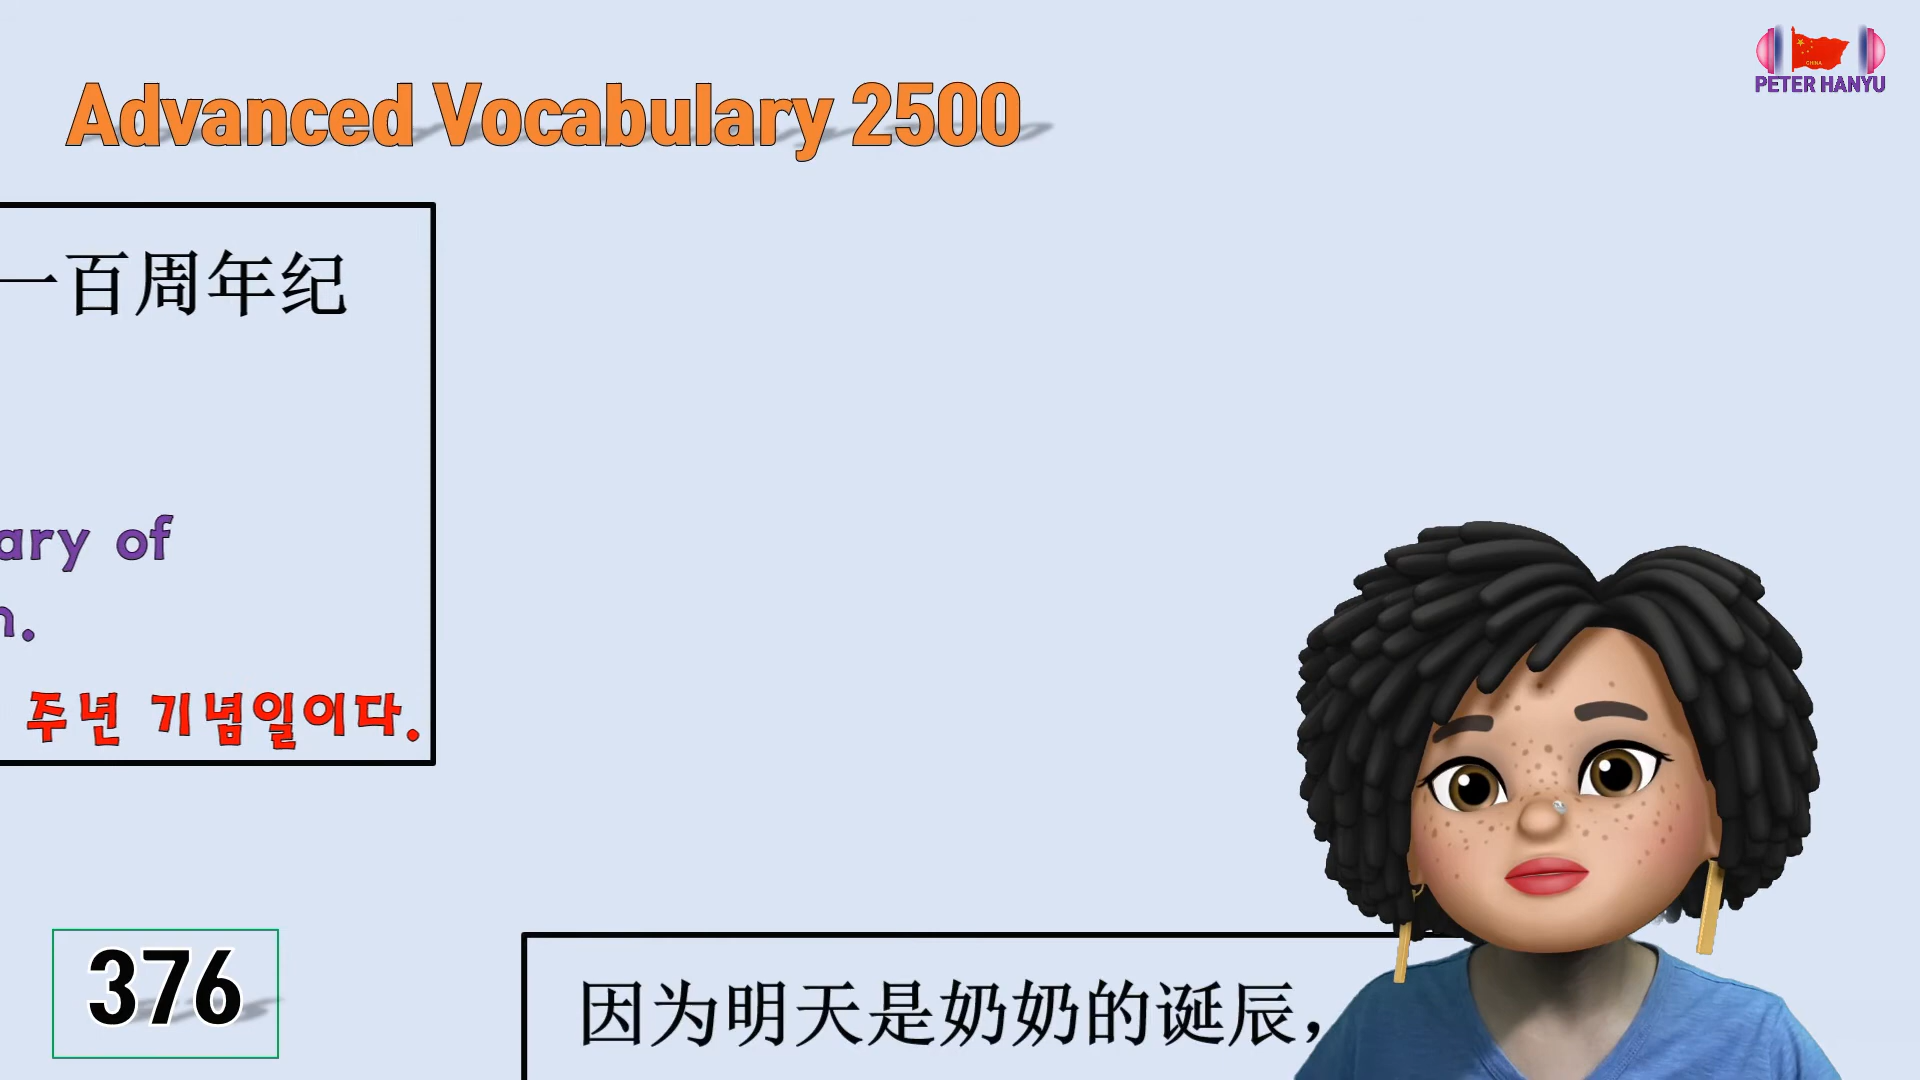 PETER HANYU
Advanced Vocabulary 2500
一百周年纪
of
주년 기념일이다.
376
因为明天是奶奶的诞辰，